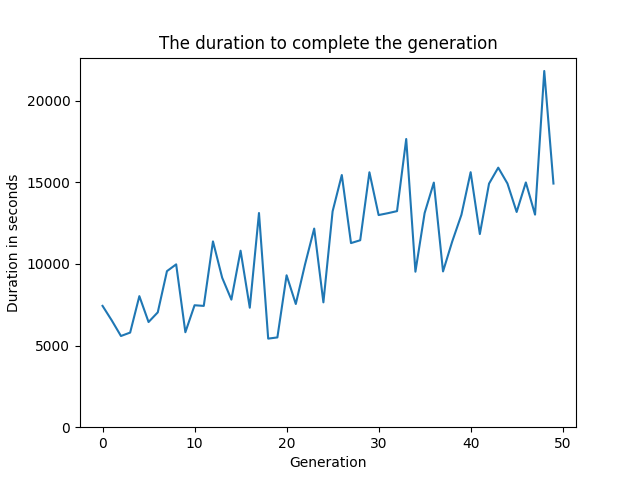 The duration to complete the generation
20000
15000
10000
5000
0
Duration in seconds
0 10 20 30 40 50
Generation